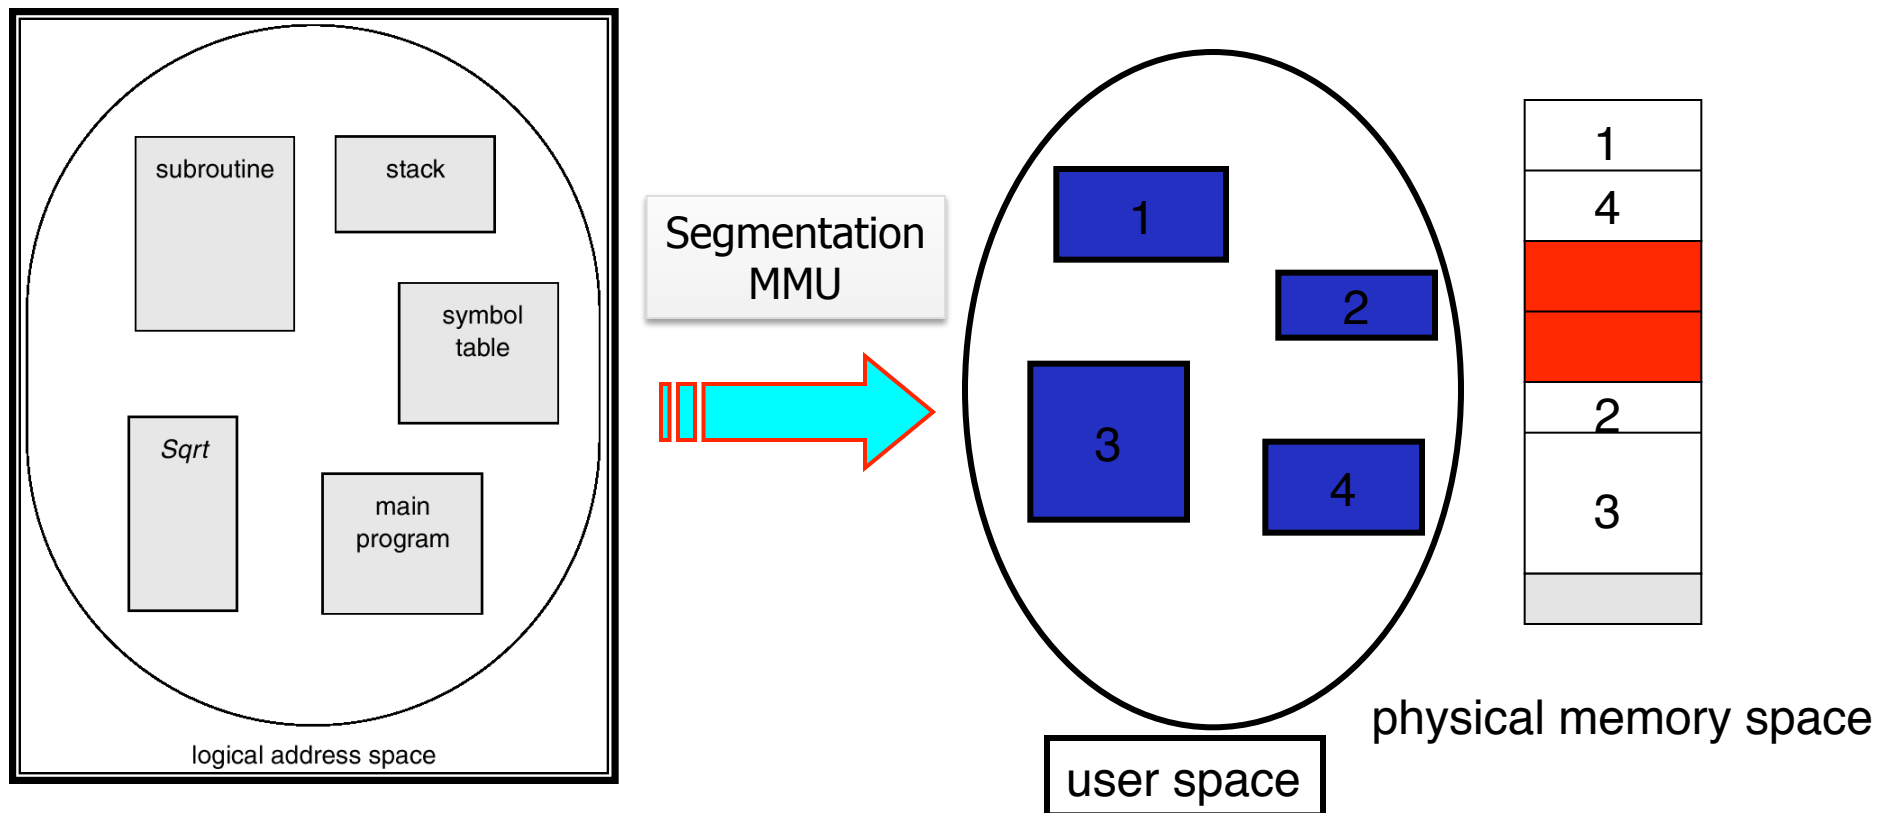 subroutine
stack
symbol
table
Sqrt
main
program
logical address space
Segmentation
MMU
1
2
3
4
user space
1
4
2
3
physical memory space